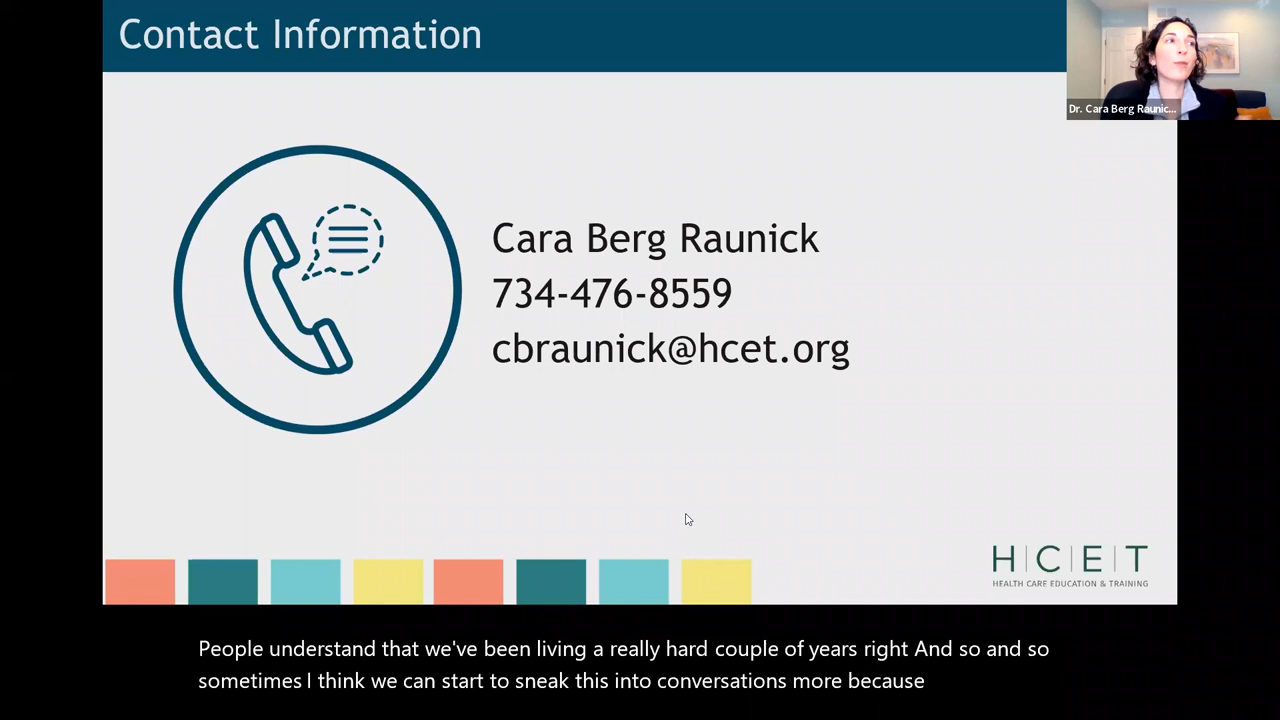 Contact Information
Dr. Cara Berg Raunic...
Cara Berg Raunick
734-476-8559
cbraunick@hcet.org
H|C|E|T
HEALTH CARE EDUCATION & TRAINING
People understand that we've been living a really hard couple of years right And so and so
sometimes I think we can start to sneak this into conversations more because